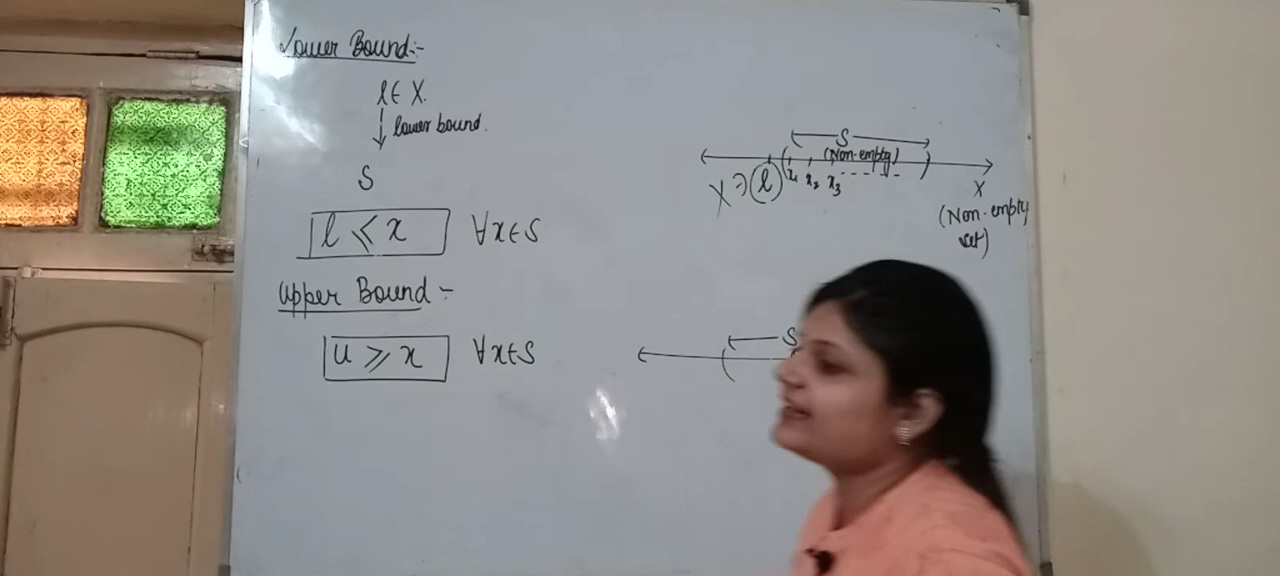 Lower Bound:-
l ∈ X.
lower bound.
S
l ⩽ x ∀x∈S
Upper Bound:-
u ⩾ x ∀x∈S
S
(Non-empty)
X ∋ l x₁ x₂ x₃ -----
X
(Non-empty
set)
S